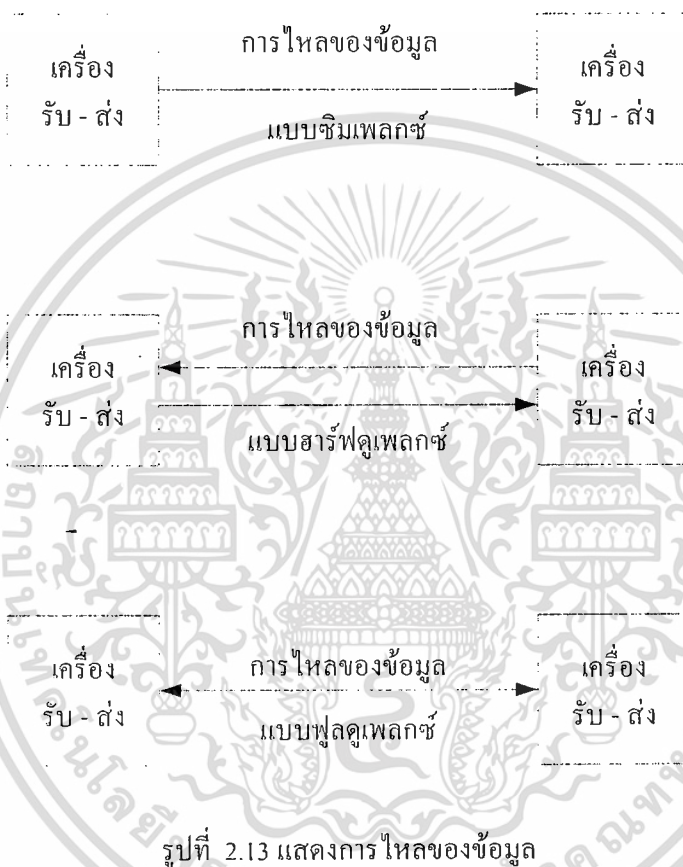 การไหลของข้อมูล
เครื่อง
รับ - ส่ง
เครื่อง
รับ - ส่ง
แบบซิมเพลกซ์
การไหลของข้อมูล
เครื่อง
รับ - ส่ง
เครื่อง
รับ - ส่ง
แบบฮาร์ฟดูเพลกซ์
การไหลของข้อมูล
เครื่อง
รับ - ส่ง
เครื่อง
รับ - ส่ง
แบบฟูลดูเพลกซ์
รูปที่ 2.13 แสดงการไหลของข้อมูล